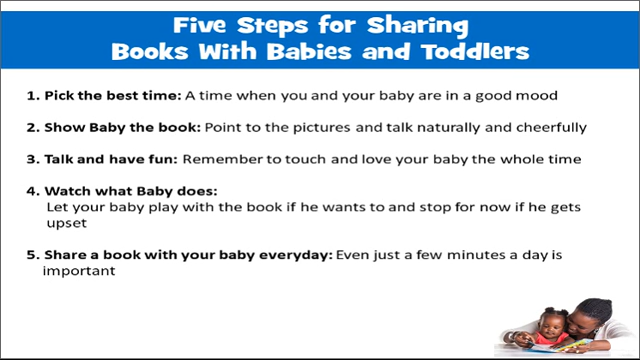 Five Steps for Sharing
Books With Babies and Toddlers
1. Pick the best time: A time when you and your baby are in a good mood
2. Show Baby the book: Point to the pictures and talk naturally and cheerfully
3. Talk and have fun: Remember to touch and love your baby the whole time
4. Watch what Baby does:
Let your baby play with the book if he wants to and stop for now if he gets
upset
5. Share a book with your baby everyday: Even just a few minutes a day is
important